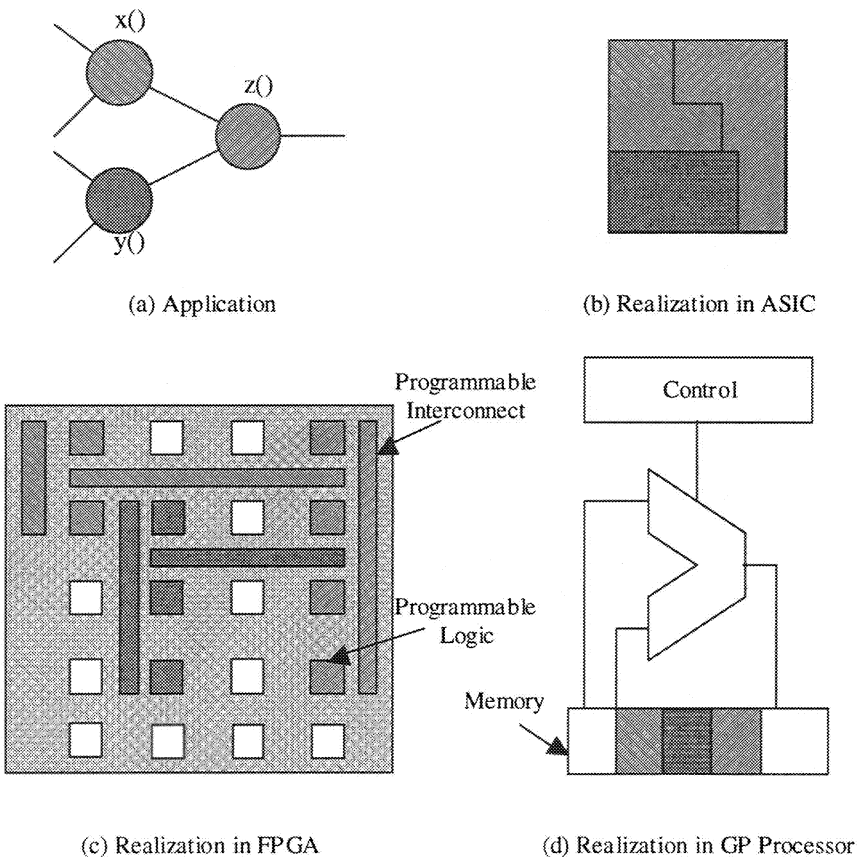 x()
z()
y()
(a) Application
(b) Realization in ASIC
Programmable
Interconnect
Programmable
Logic
(c) Realization in FPGA
Control
Memory
(d) Realization in GP Processor